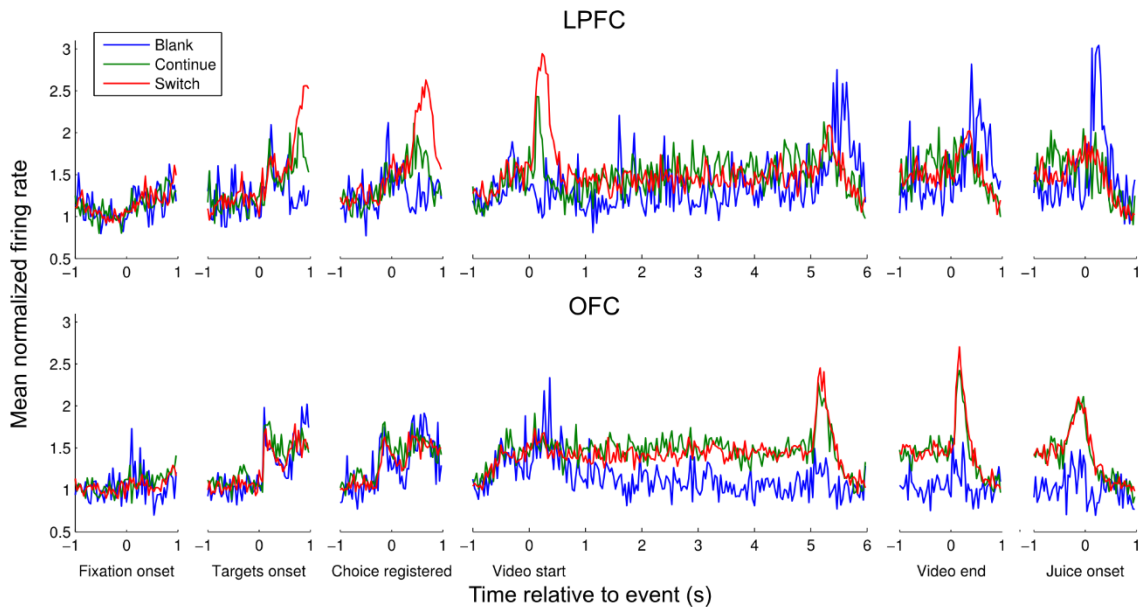 LPFC
Blank
Continue
Switch
3
2.5
2
1.5
1
0.5
−1 0 1 −1 0 1 −1 0 1 −1 0 1 2 3 4 5 6 −1 0 1 −1 0 1
OFC
3
2.5
2
1.5
1
0.5
−1 0 1 −1 0 1 −1 0 1 −1 0 1 2 3 4 5 6 −1 0 1 −1 0 1
Fixation onset Targets onset Choice registered Video start Video end Juice onset
Time relative to event (s)
Mean normalized firing rate